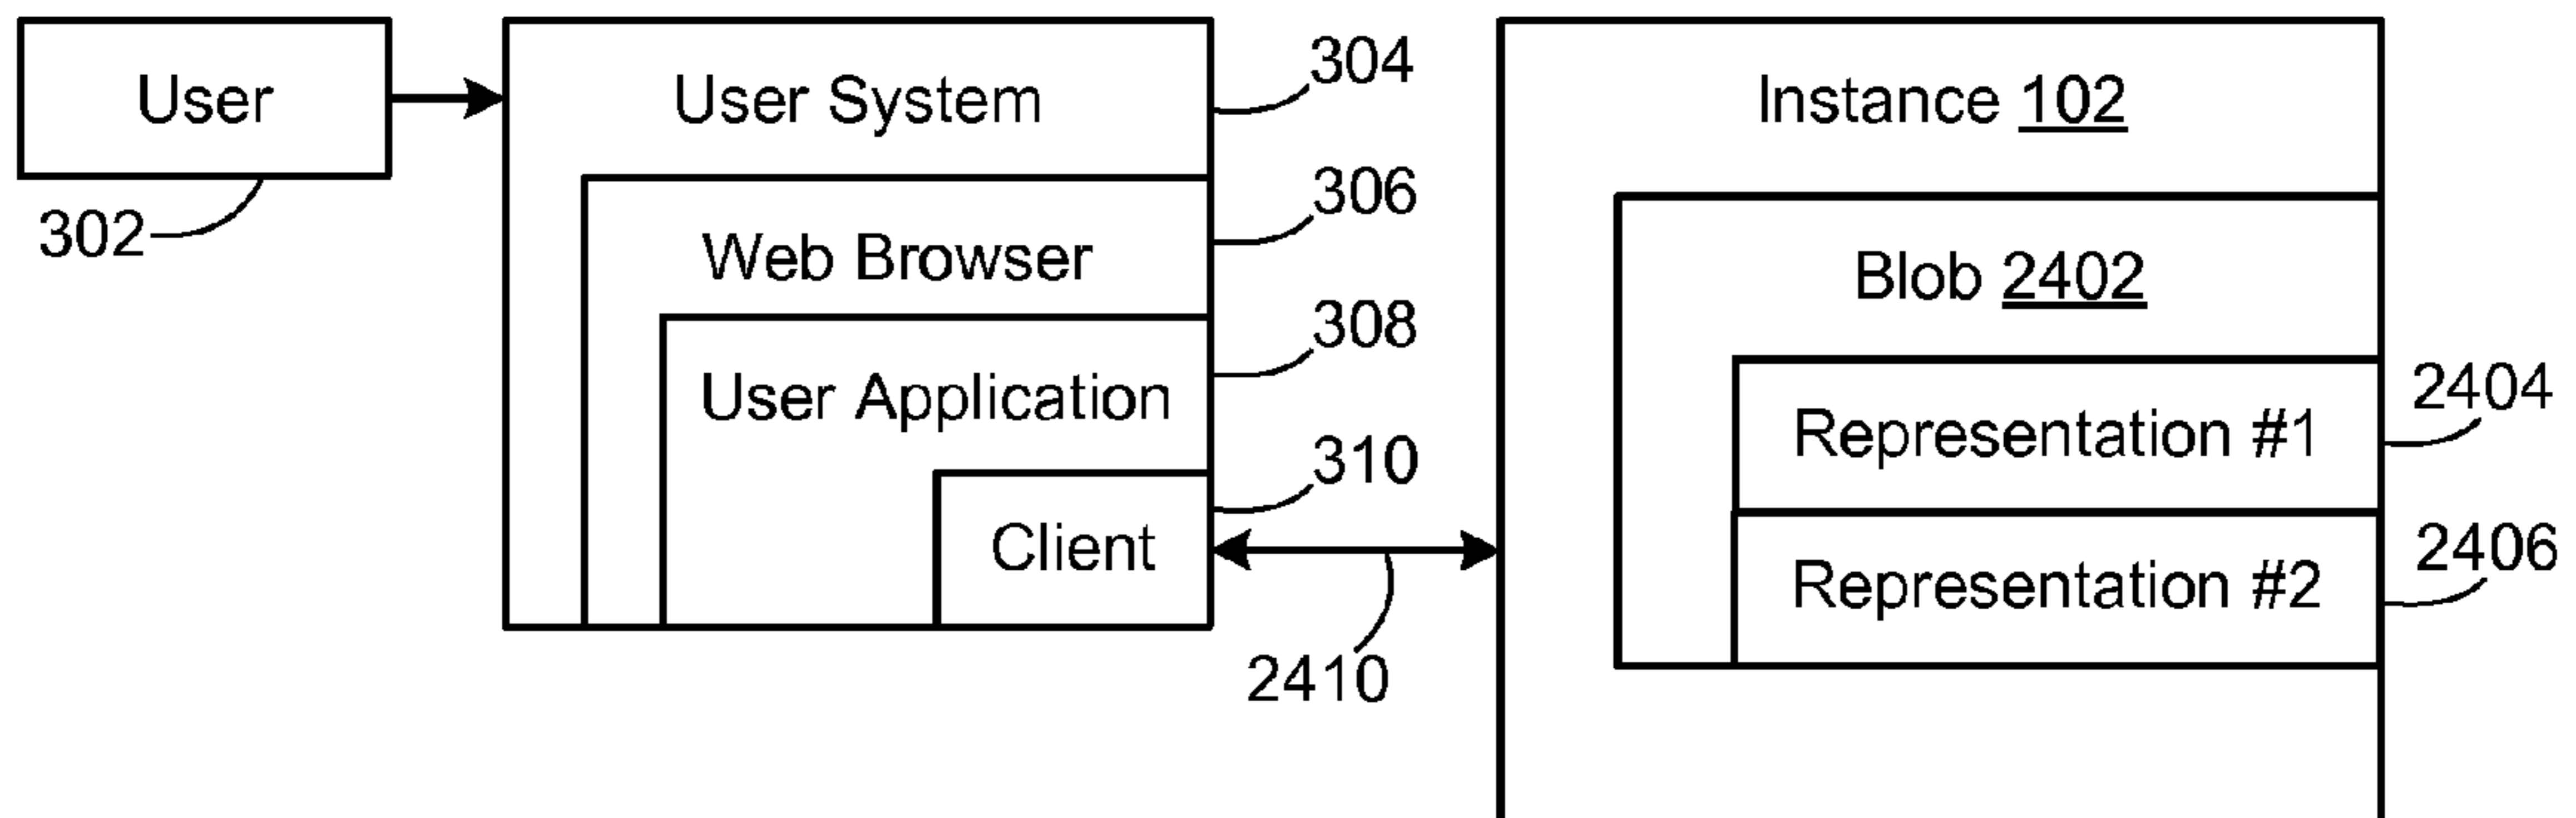 User
302
User System
304
Web Browser
306
User Application
308
Client
310
2410
Instance 102
Blob 2402
Representation #1
2404
Representation #2
2406